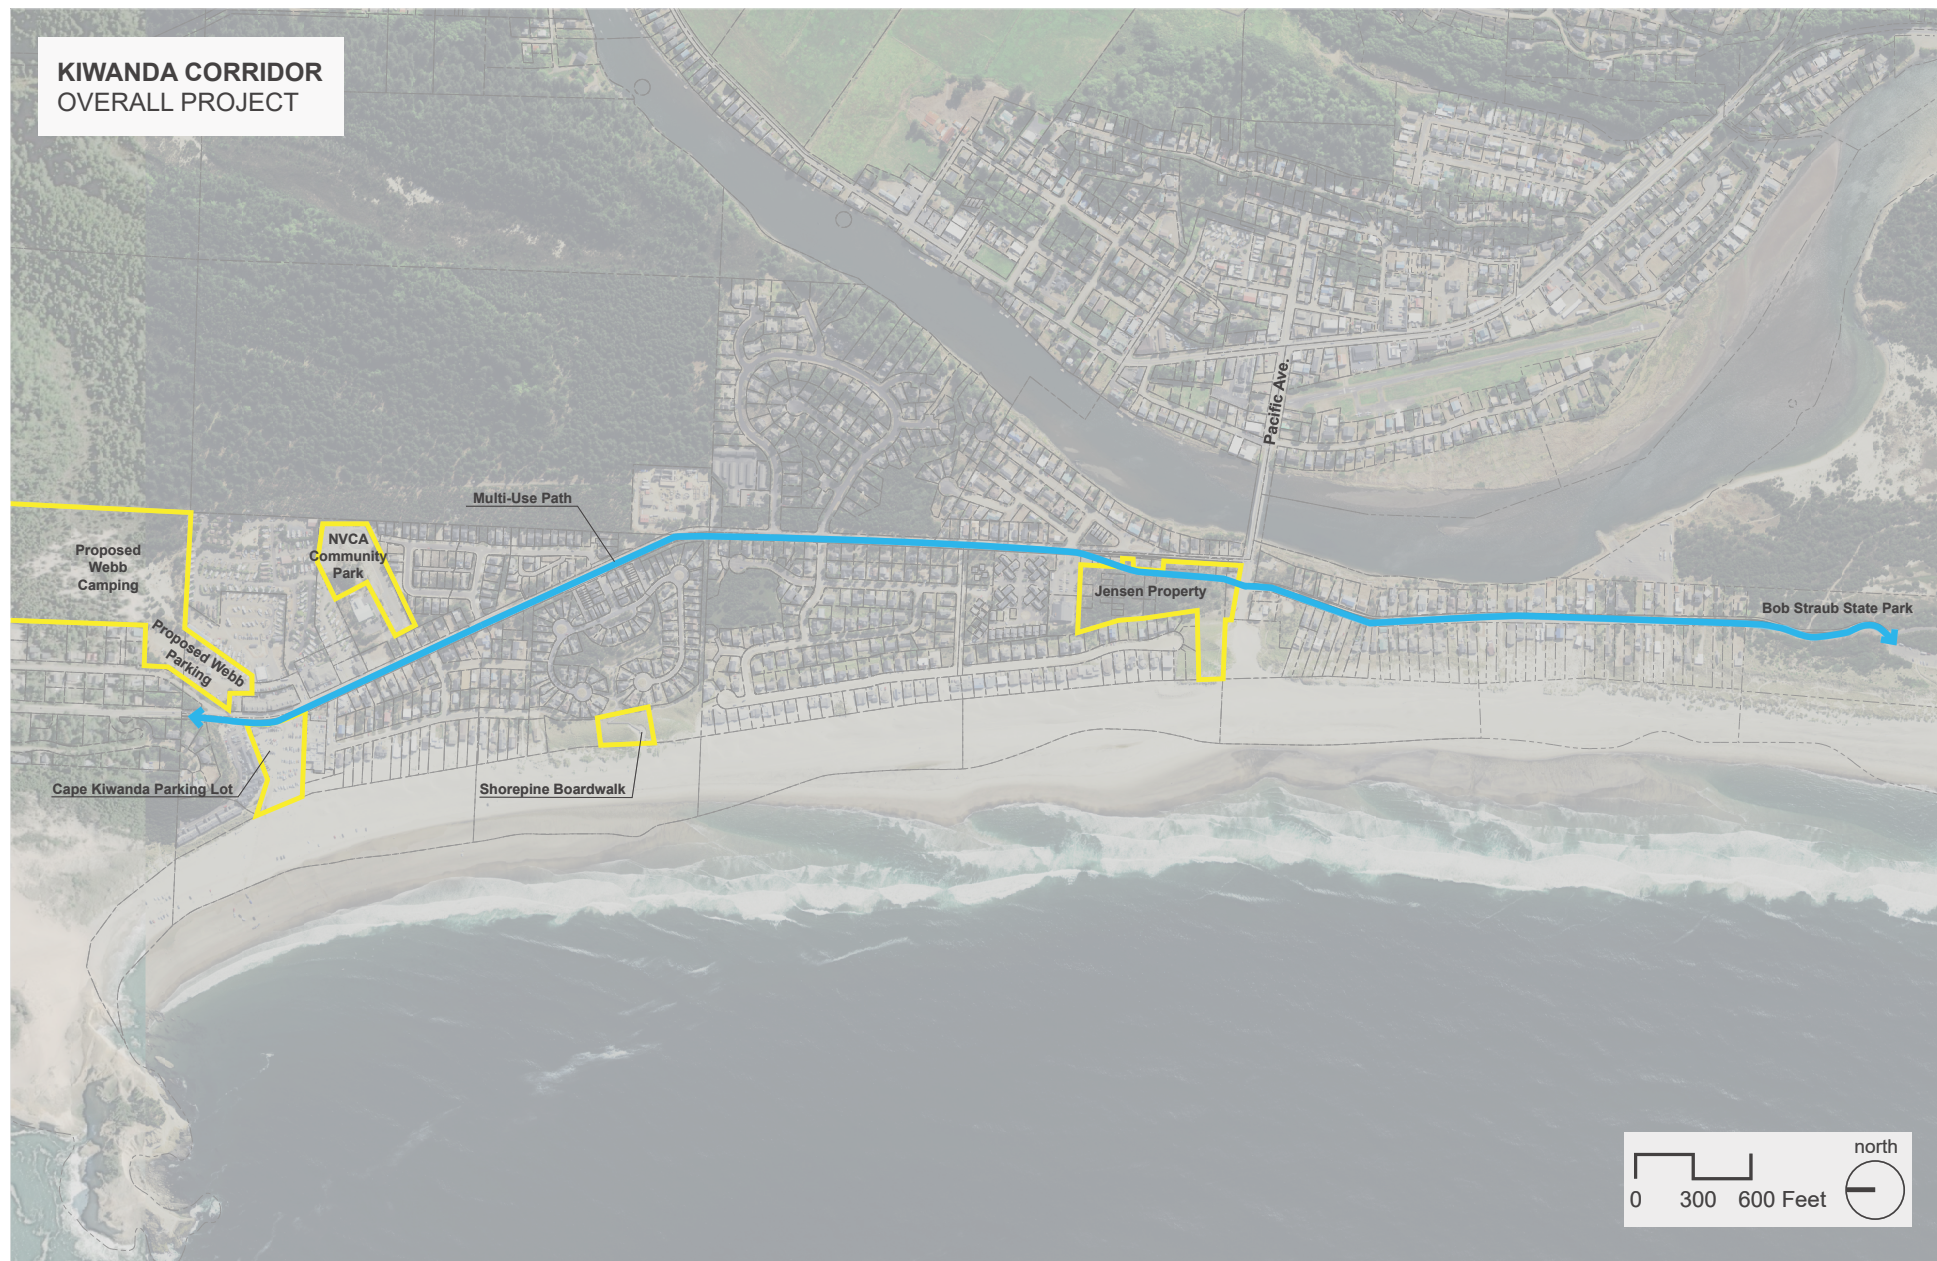 KIWANDA CORRIDOR
OVERALL PROJECT
Pacific Ave.
Multi-Use Path
NVCA
Community
Park
Proposed
Webb
Camping
Jensen Property
Bob Straub State Park
Proposed Webb
Parking
Cape Kiwanda Parking Lot
Shorepine Boardwalk
north
0 300 600 Feet